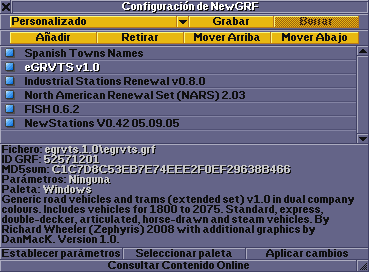 Configuración de NewGRF
Personalizado
Grabar
Borrar
Añadir
Retirar
Mover Arriba
Mover Abajo
Spanish Towns Names
eGRVTS v1.0
Industrial Stations Renewal v0.8.0
North American Renewal Set (NARS) 2.03
FISH 0.6.2
NewStations V0.42 05.09.05
Fichero: egrvts.1.0\egrvts.grf
ID GRF: 52571201
MD5sum: C1C7D8C53EB7E74EEE2F0EF29638B466
Parámetros: Ninguna
Paleta: Windows
Generic road vehicles and trams (extended set) v1.0 in dual company
colours. Includes vehicles for 1800 to 2075. Standard, express,
double-decker, articulated, horse-drawn and steam vehicles. By
Richard Wheeler (Zephyris) 2008 with additional graphics by
DanMacK. Version 1.0.
Establecer parámetros
Seleccionar paleta
Aplicar cambios
Consultar Contenido Online